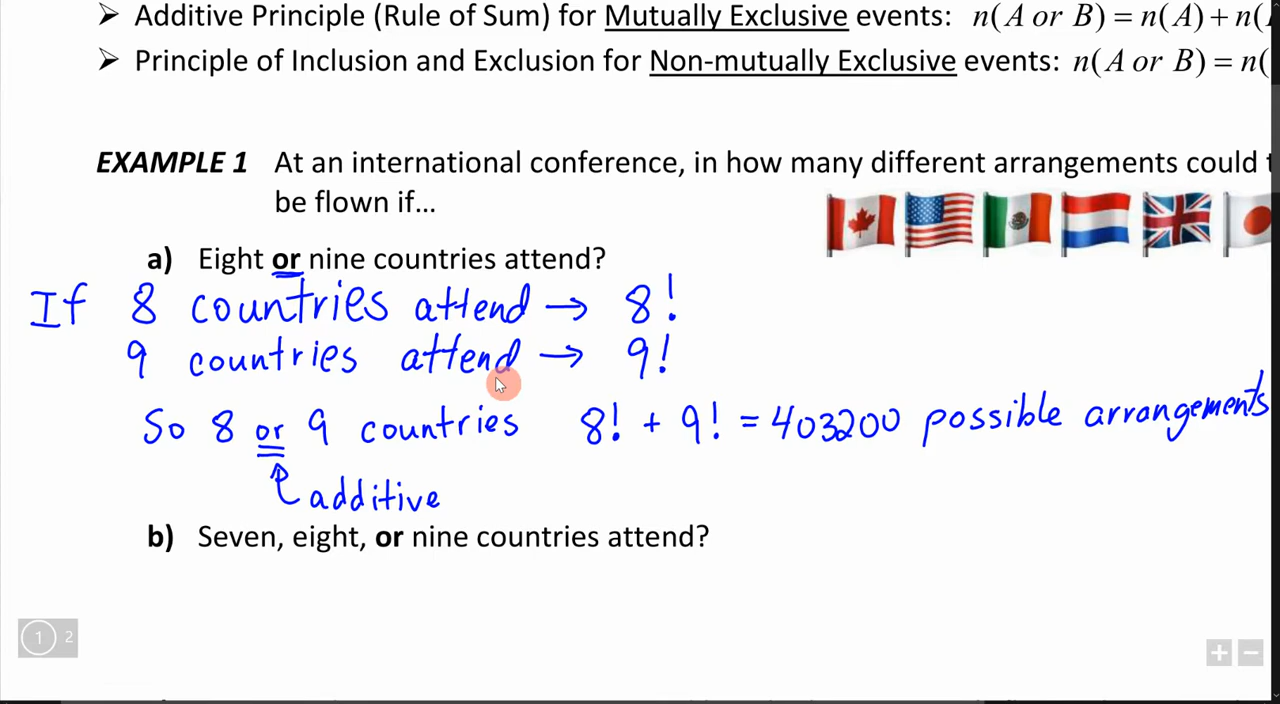 ➢ Additive Principle (Rule of Sum) for Mutually Exclusive events: n(A or B) = n(A) + n(
➢ Principle of Inclusion and Exclusion for Non-mutually Exclusive events: n(A or B) = n(
EXAMPLE 1 At an international conference, in how many different arrangements could
be flown if...
a) Eight or nine countries attend?
If 8 countries attend → 8!
9 countries attend → 9!
So 8 or 9 countries 8! + 9! = 403200 possible arrangements
additive
b) Seven, eight, or nine countries attend?
1 2
+ −